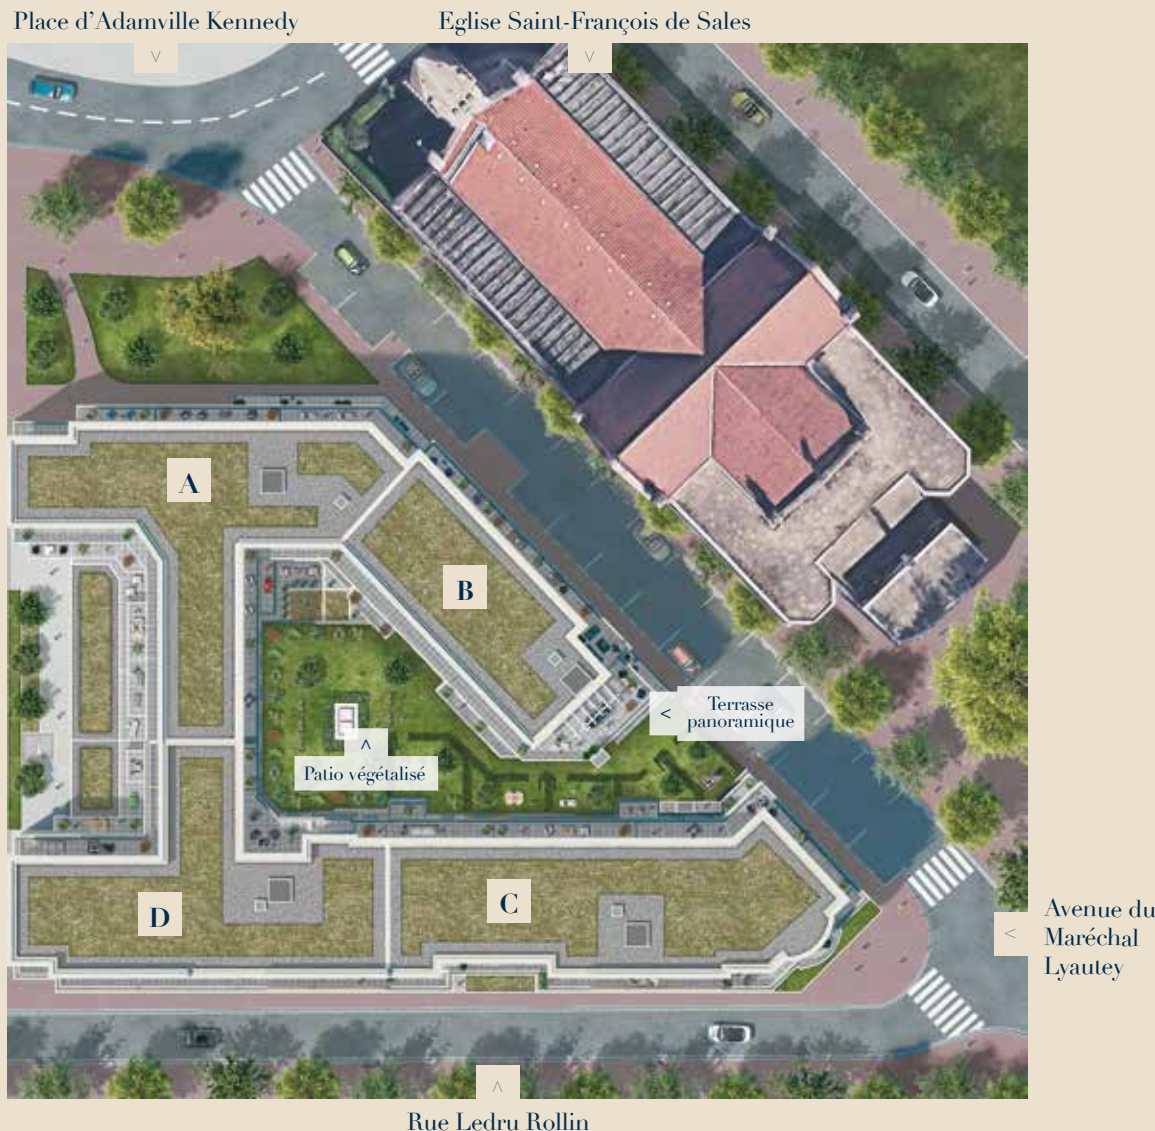 Place d’Adamville Kennedy
Eglise Saint-François de Sales
A
B
Terrasse
panoramique
Patio végétalisé
D
C
Avenue du
Maréchal
Lyautey
Rue Ledru Rollin